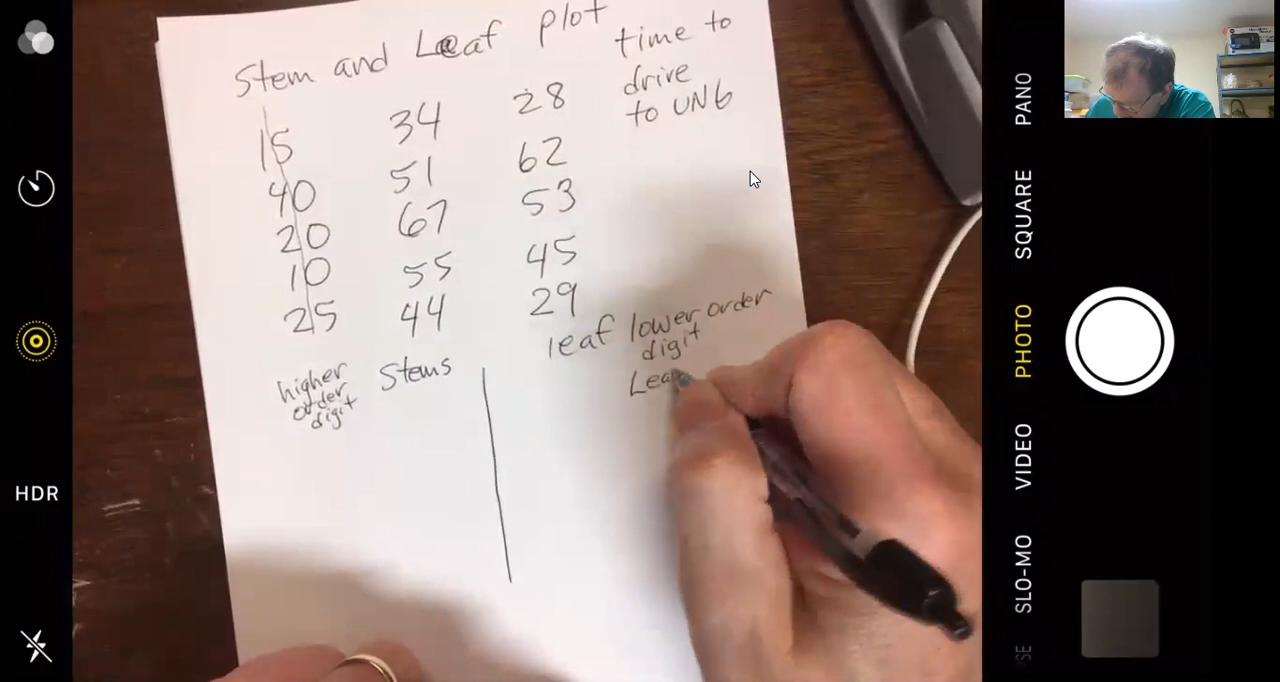 Stem and Leaf plot
time to
drive
to UNG
15 34 28
40 51 62
20 67 53
10 55 45
25 44 29
higher
order
digit
Stems
leaf lower order
digit
Lea
HDR
PANO
SQUARE
PHOTO
VIDEO
SLO-MO
SE